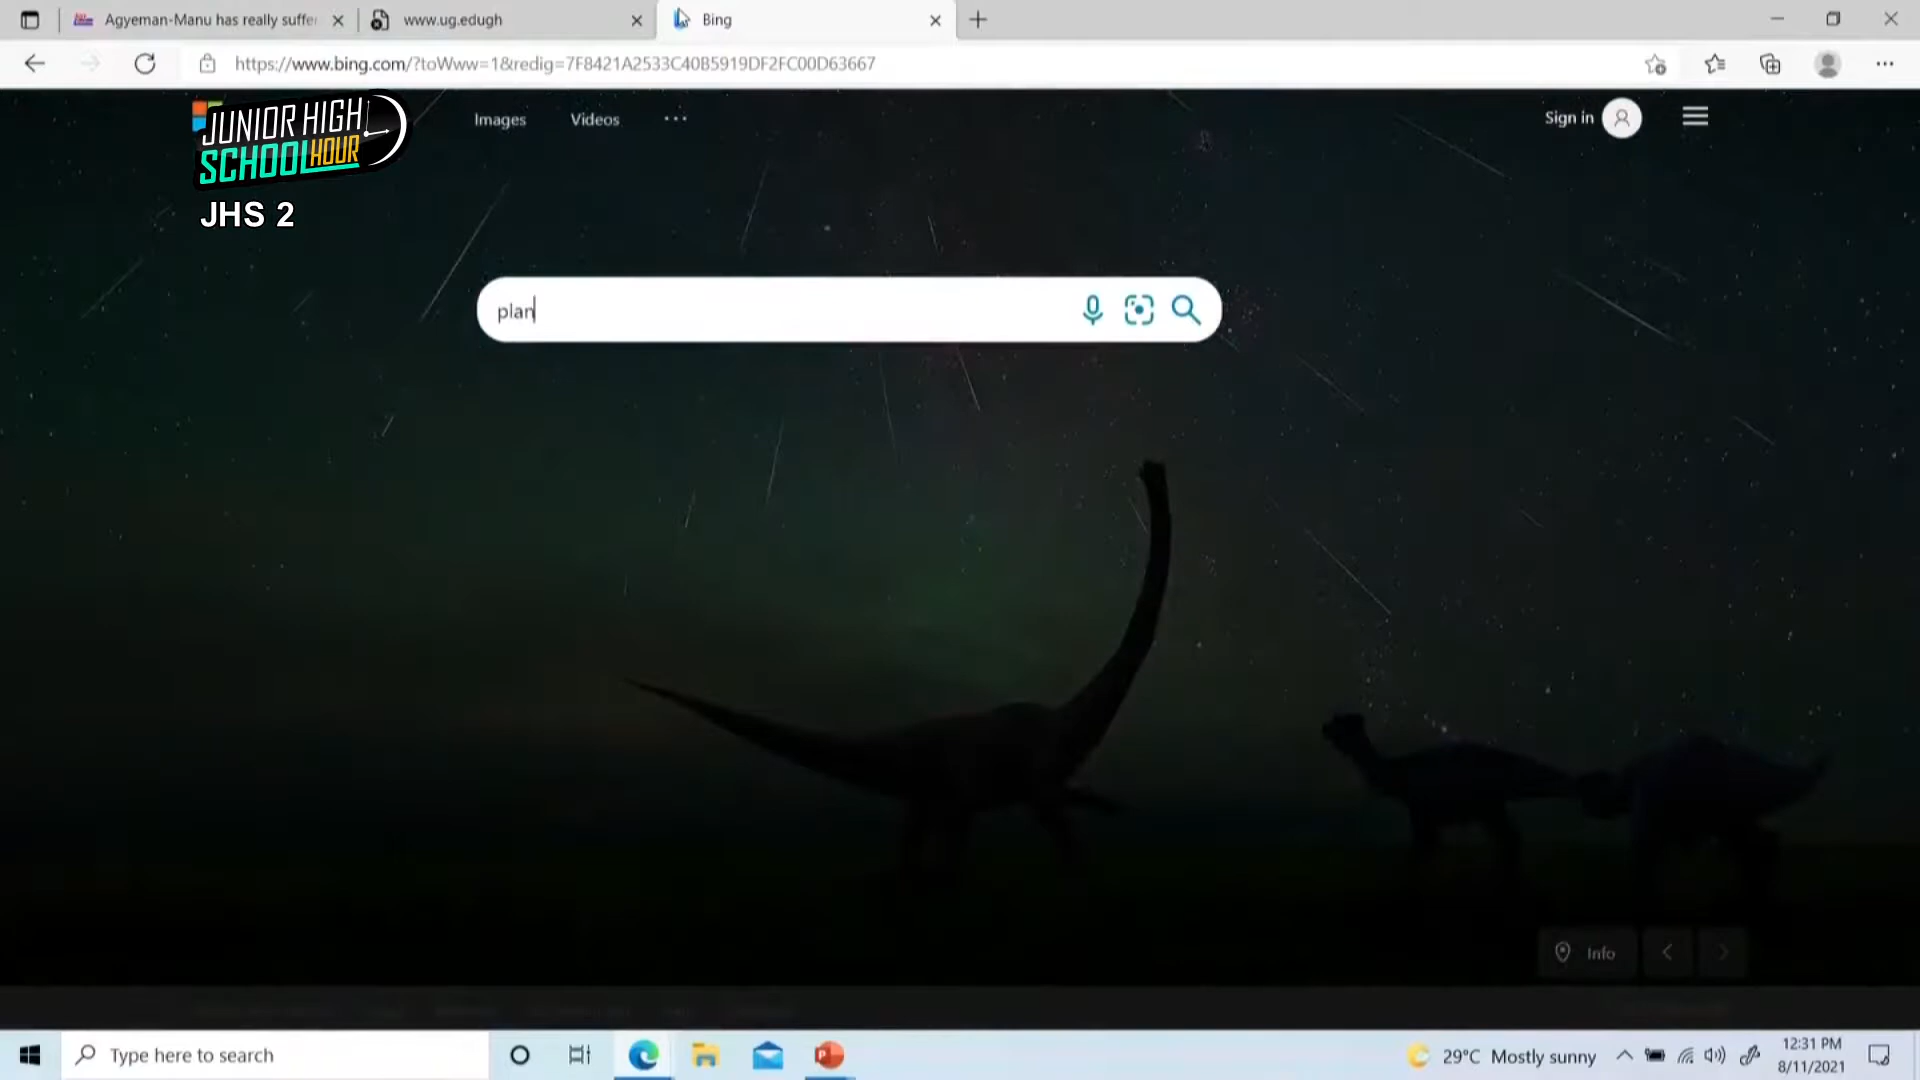 Agyeman-Manu has really suffe
www.ug.edugh
Bing
https://www.bing.com/?toWww=1&redig=7F8421A2533C40B5919DF2FC00D63667
JUNIOR HIGH
SCHOOL HOUR
JHS 2
Images
Videos
Sign in
plan
Info
Type here to search
29°C Mostly sunny
12:31 PM
8/11/2021